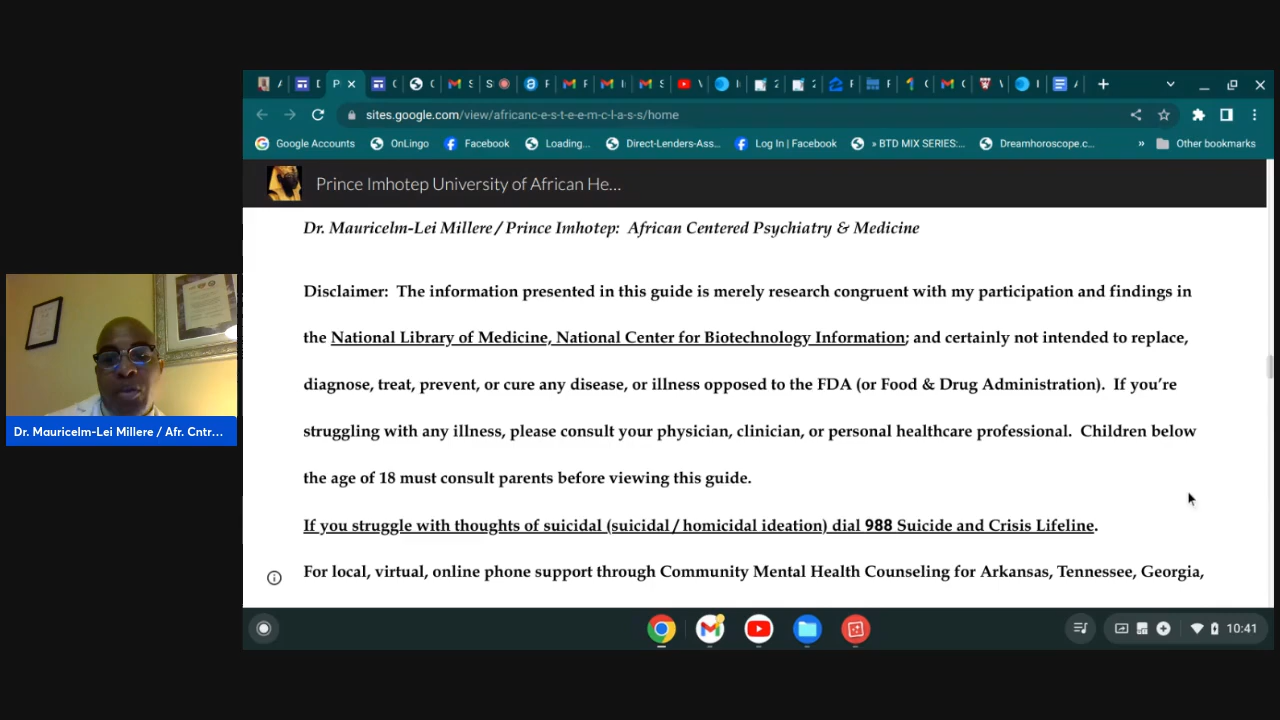 sites.google.com/view/africanc-e-s-t-e-e-m-c-l-a-s-s/home
Google Accounts
OnLingo
Facebook
Loading...
Direct-Lenders-Ass...
Log In | Facebook
» BTD MIX SERIES:...
Dreamhoroscope.c...
»
Other bookmarks
Prince Imhotep University of African He...
Dr. Mauricelm-Lei Millere / Prince Imhotep: African Centered Psychiatry & Medicine
Disclaimer: The information presented in this guide is merely research congruent with my participation and findings in
the National Library of Medicine, National Center for Biotechnology Information; and certainly not intended to replace,
diagnose, treat, prevent, or cure any disease, or illness opposed to the FDA (or Food & Drug Administration). If you're
struggling with any illness, please consult your physician, clinician, or personal healthcare professional. Children below
the age of 18 must consult parents before viewing this guide.
If you struggle with thoughts of suicidal (suicidal / homicidal ideation) dial 988 Suicide and Crisis Lifeline.
For local, virtual, online phone support through Community Mental Health Counseling for Arkansas, Tennessee, Georgia,
Dr. Mauricelm-Lei Millere / Afr. Cntr...
10:41